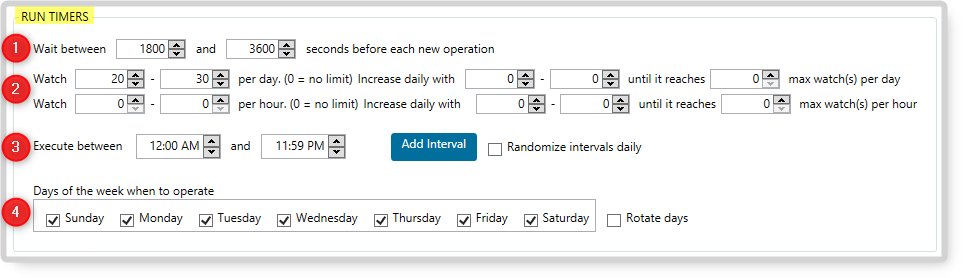 RUN TIMERS
1 Wait between 1800 and 3600 seconds before each new operation
2 Watch 20 - 30 per day. (0 = no limit) Increase daily with 0 - 0 until it reaches 0 max watch(s) per day
Watch 0 - 0 per hour. (0 = no limit) Increase daily with 0 - 0 until it reaches 0 max watch(s) per hour
3 Execute between 12:00 AM and 11:59 PM Add Interval Randomize intervals daily
Days of the week when to operate
4 Sunday Monday Tuesday Wednesday Thursday Friday Saturday Rotate days